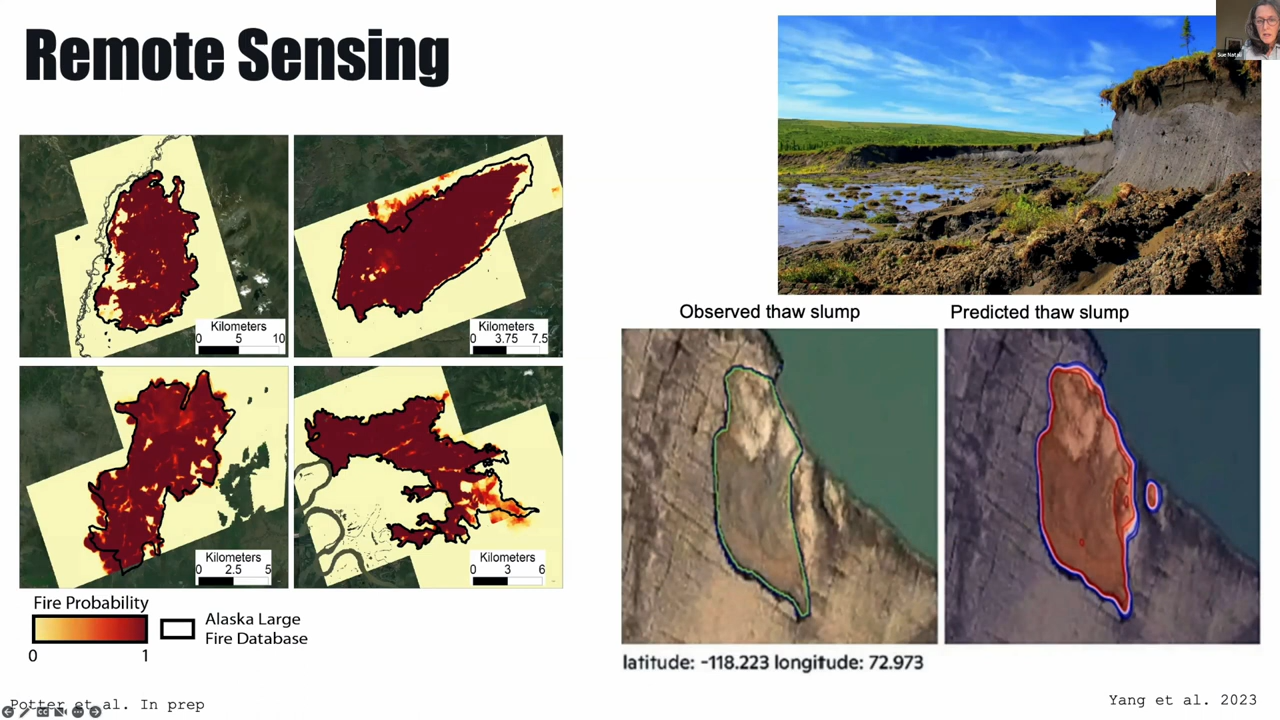 Remote Sensing
Sue Natali
Kilometers
0 5 10
Kilometers
0 3.75 7.5
Kilometers
0 2.5 5
Kilometers
0 3 6
Fire Probability
0 1
Alaska Large
Fire Database
Observed thaw slump
Predicted thaw slump
latitude: -118.223 longitude: 72.973
Potter et al. In prep
Yang et al. 2023